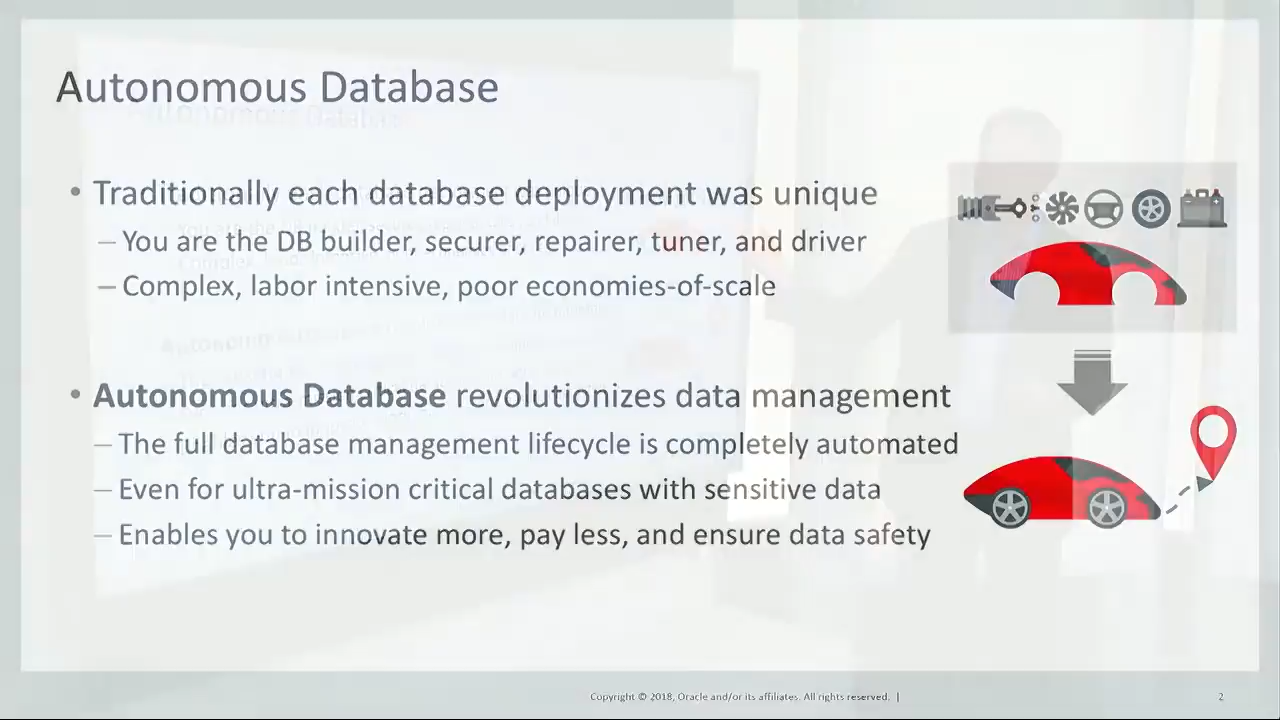 Autonomous Database
• Traditionally each database deployment was unique
– You are the DB builder, securer, repairer, tuner, and driver
– Complex, labor intensive, poor economies-of-scale
• Autonomous Database revolutionizes data management
– The full database management lifecycle is completely automated
– Even for ultra-mission critical databases with sensitive data
– Enables you to innovate more, pay less, and ensure data safety
Copyright © 2018, Oracle and/or its affiliates. All rights reserved. |
2